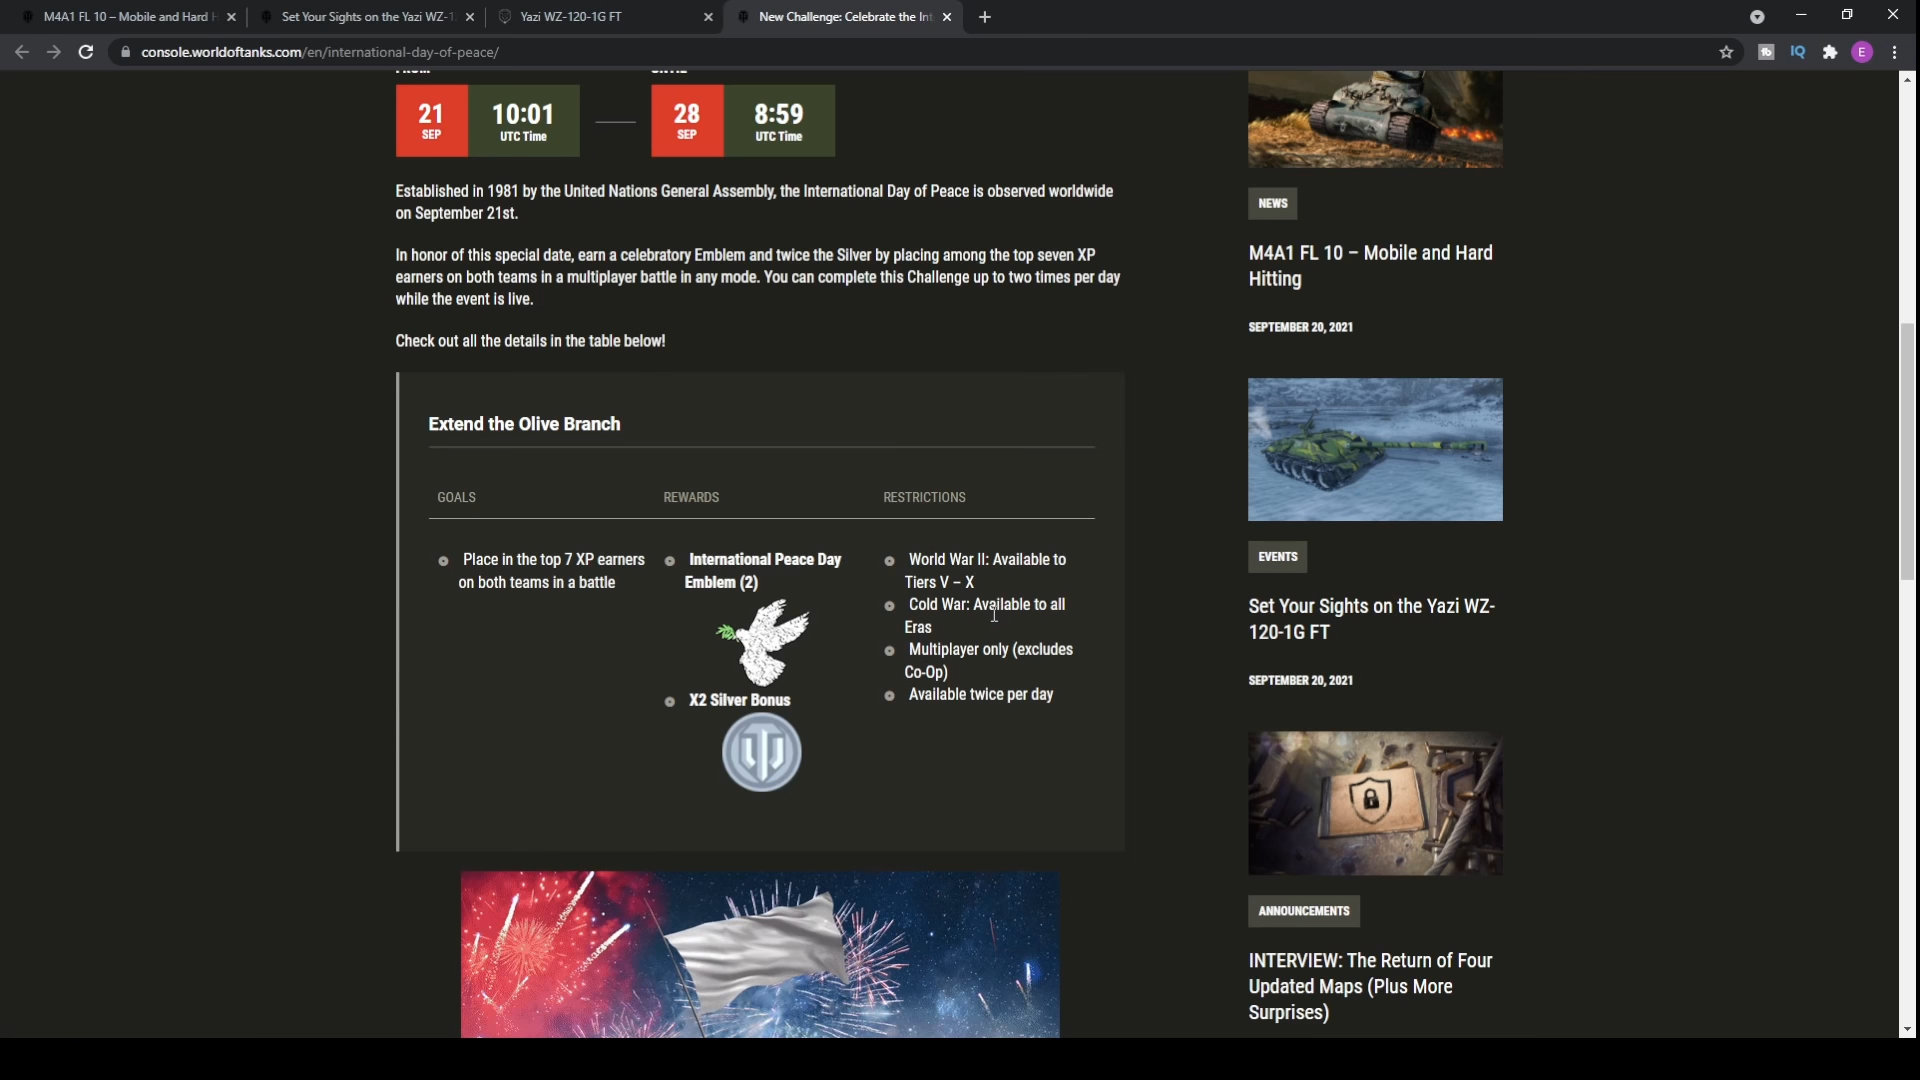 M4A1 FL 10 – Mobile and Hard H
Set Your Sights on the Yazi WZ-1
Yazi WZ-120-1G FT
New Challenge: Celebrate the Int
console.worldoftanks.com/en/international-day-of-peace/
IQ
E
21
SEP
10:01
UTC Time
28
SEP
8:59
UTC Time
Established in 1981 by the United Nations General Assembly, the International Day of Peace is observed worldwide
on September 21st.
In honor of this special date, earn a celebratory Emblem and twice the Silver by placing among the top seven XP
earners on both teams in a multiplayer battle in any mode. You can complete this Challenge up to two times per day
while the event is live.
Check out all the details in the table below!
Extend the Olive Branch
GOALS
REWARDS
RESTRICTIONS
Place in the top 7 XP earners
on both teams in a battle
International Peace Day
Emblem (2)
X2 Silver Bonus
World War II: Available to
Tiers V – X
Cold War: Available to all
Eras
Multiplayer only (excludes
Co-Op)
Available twice per day
NEWS
M4A1 FL 10 – Mobile and Hard
Hitting
SEPTEMBER 20, 2021
EVENTS
Set Your Sights on the Yazi WZ-
120-1G FT
SEPTEMBER 20, 2021
ANNOUNCEMENTS
INTERVIEW: The Return of Four
Updated Maps (Plus More
Surprises)